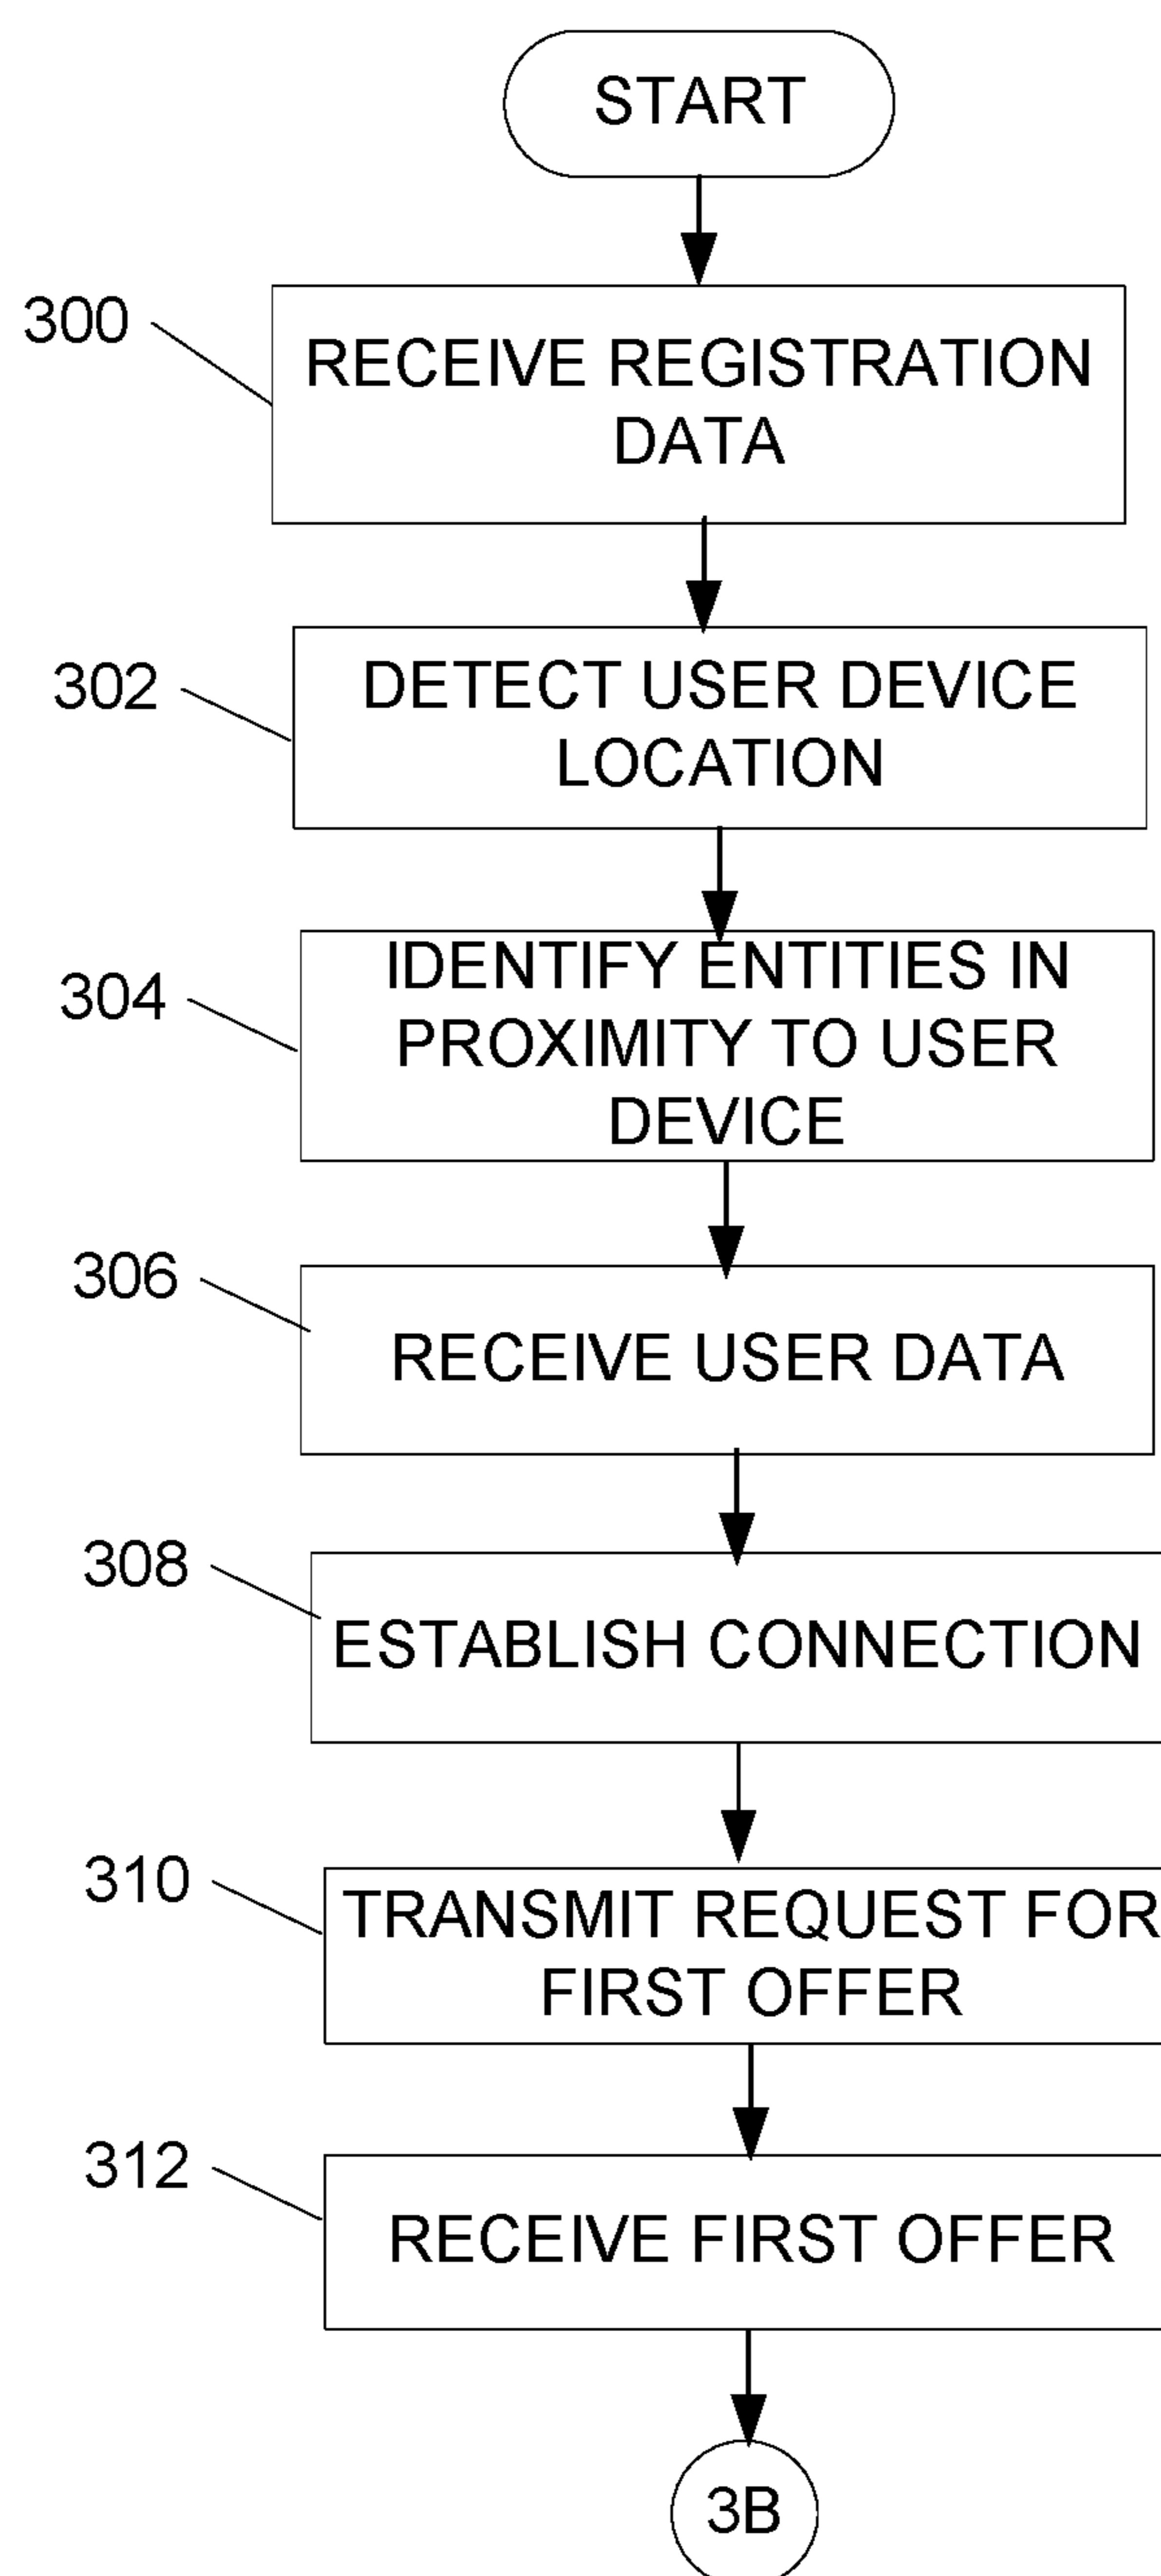 START
300
RECEIVE REGISTRATION
DATA
302
DETECT USER DEVICE
LOCATION
304
IDENTIFY ENTITIES IN
PROXIMITY TO USER
DEVICE
306
RECEIVE USER DATA
308
ESTABLISH CONNECTION
310
TRANSMIT REQUEST FOR
FIRST OFFER
312
RECEIVE FIRST OFFER
3B